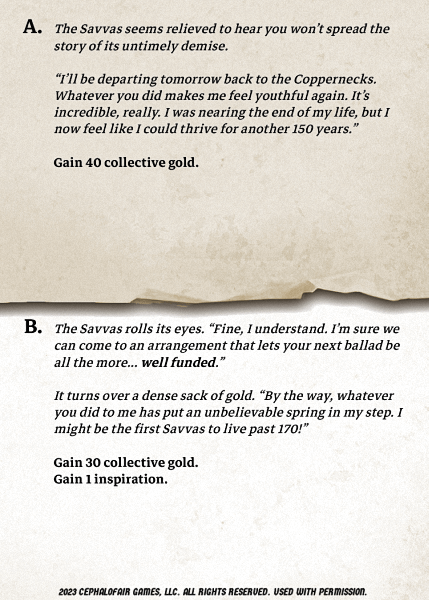 A. The Savvas seems relieved to hear you won’t spread the
story of its untimely demise.
“I’ll be departing tomorrow back to the Coppernecks.
Whatever you did makes me feel youthful again. It’s
incredible, really. I was nearing the end of my life, but I
now feel like I could thrive for another 150 years.”
Gain 40 collective gold.
B. The Savvas rolls its eyes. “Fine, I understand. I’m sure we
can come to an arrangement that lets your next ballad be
all the more... well funded.”
It turns over a dense sack of gold. “By the way, whatever
you did to me has put an unbelievable spring in my step. I
might be the first Savvas to live past 170!”
Gain 30 collective gold.
Gain 1 inspiration.
2023 CEPHALOFAIR GAMES, LLC. ALL RIGHTS RESERVED. USED WITH PERMISSION.